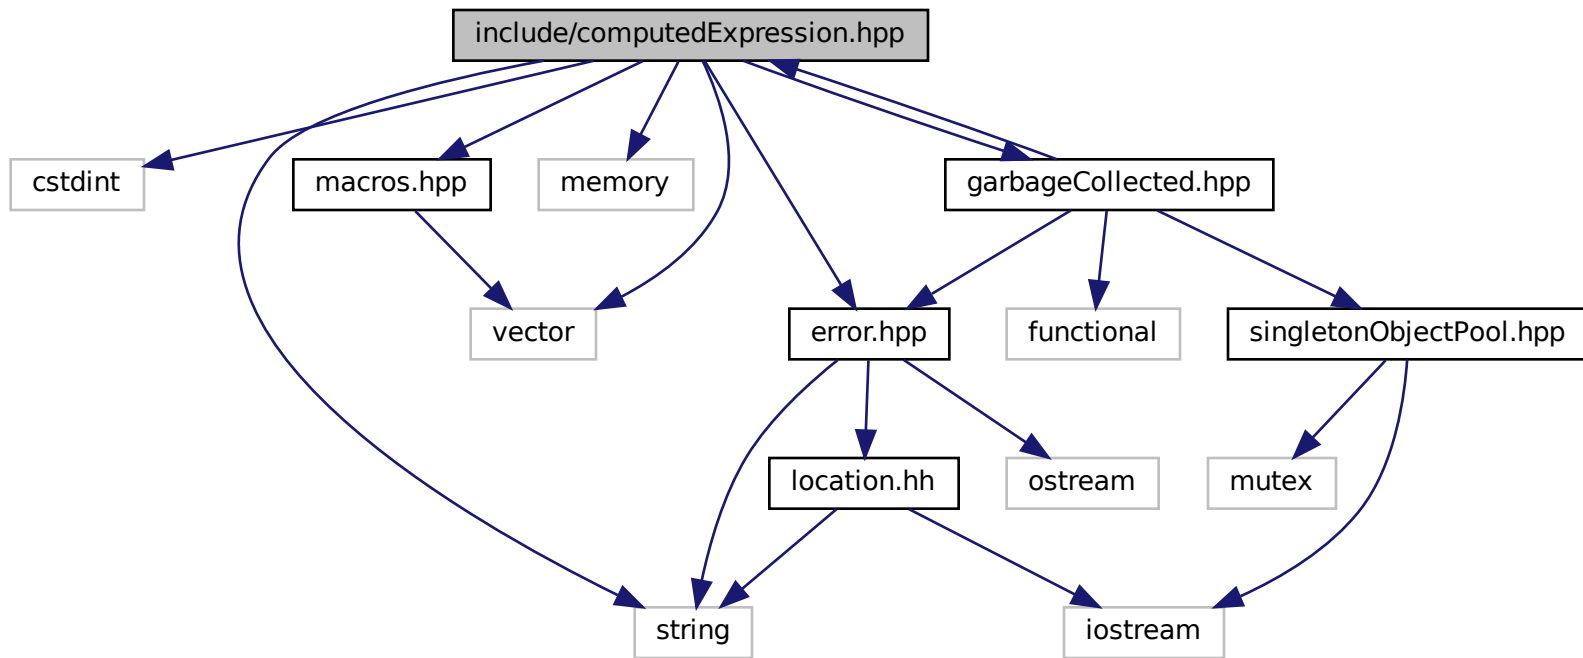 include/computedExpression.hpp
cstdint
macros.hpp
memory
garbageCollected.hpp
vector
error.hpp
functional
singletonObjectPool.hpp
location.hh
ostream
mutex
string
iostream